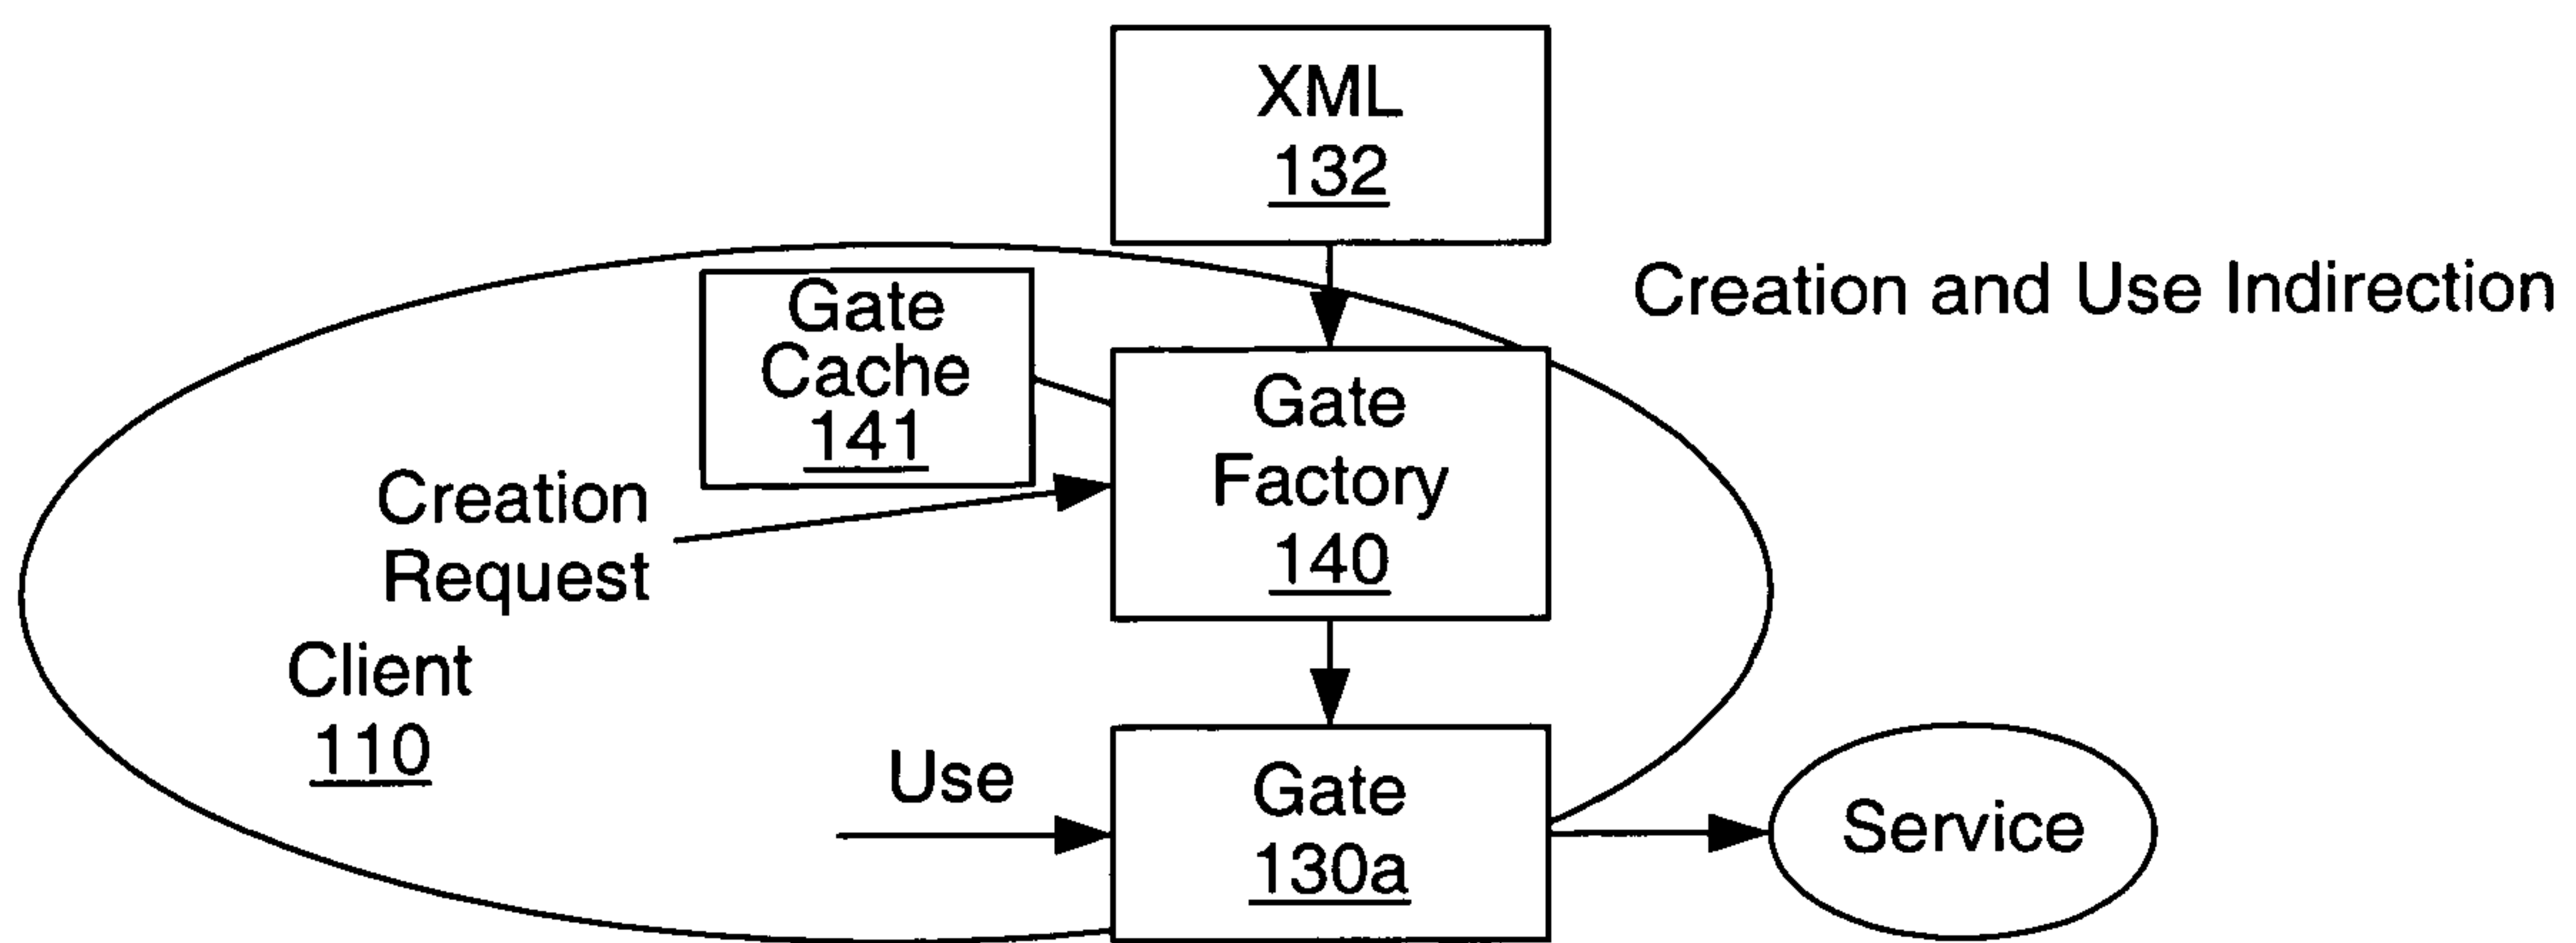 XML
132
Creation and Use Indirection
Gate
Cache
141
Gate
Factory
140
Creation
Request
Client
110
Use
Gate
130a
Service